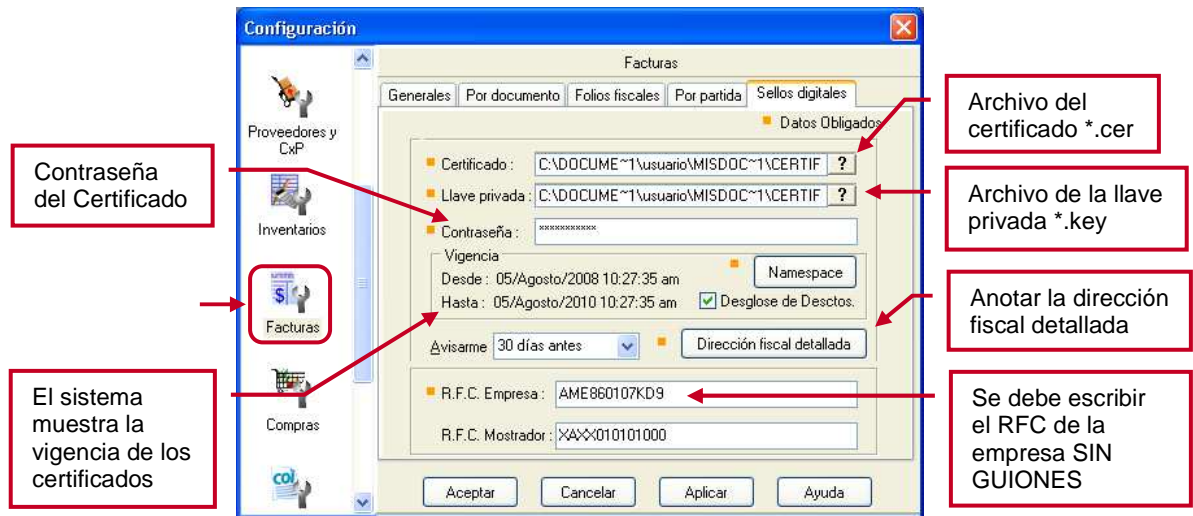 Configuración
Facturas
Generales Por documento Folios fiscales Por partida Sellos digitales
Datos Obligados
Proveedores y
CxP
Inventarios
Facturas
Compras
col
Certificado : C:\DOCUME~1\usuario\MISDOC~1\CERTIF ?
Llave privada : C:\DOCUME~1\usuario\MISDOC~1\CERTIF ?
Contraseña : ***********
Vigencia
Desde : 05/Agosto/2008 10:27:35 am
Namespace
Hasta : 05/Agosto/2010 10:27:35 am
Desglose de Desctos.
Avisarme 30 días antes
Dirección fiscal detallada
R.F.C. Empresa : AME860107KD9
R.F.C. Mostrador : XAXX010101000
Aceptar Cancelar Aplicar Ayuda
Contraseña
del Certificado
El sistema
muestra la
vigencia de los
certificados
Archivo del
certificado *.cer
Archivo de la llave
privada *.key
Anotar la dirección
fiscal detallada
Se debe escribir
el RFC de la
empresa SIN
GUIONES